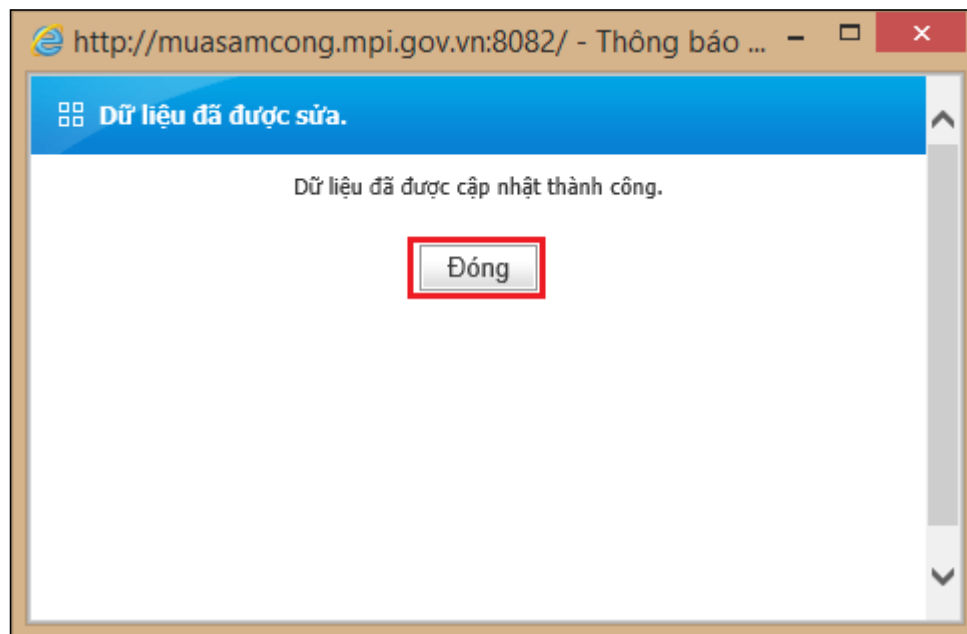 http://muasamcong.mpi.gov.vn:8082/ - Thông báo ...
Dữ liệu đã được sửa.
Dữ liệu đã được cập nhật thành công.
Đóng